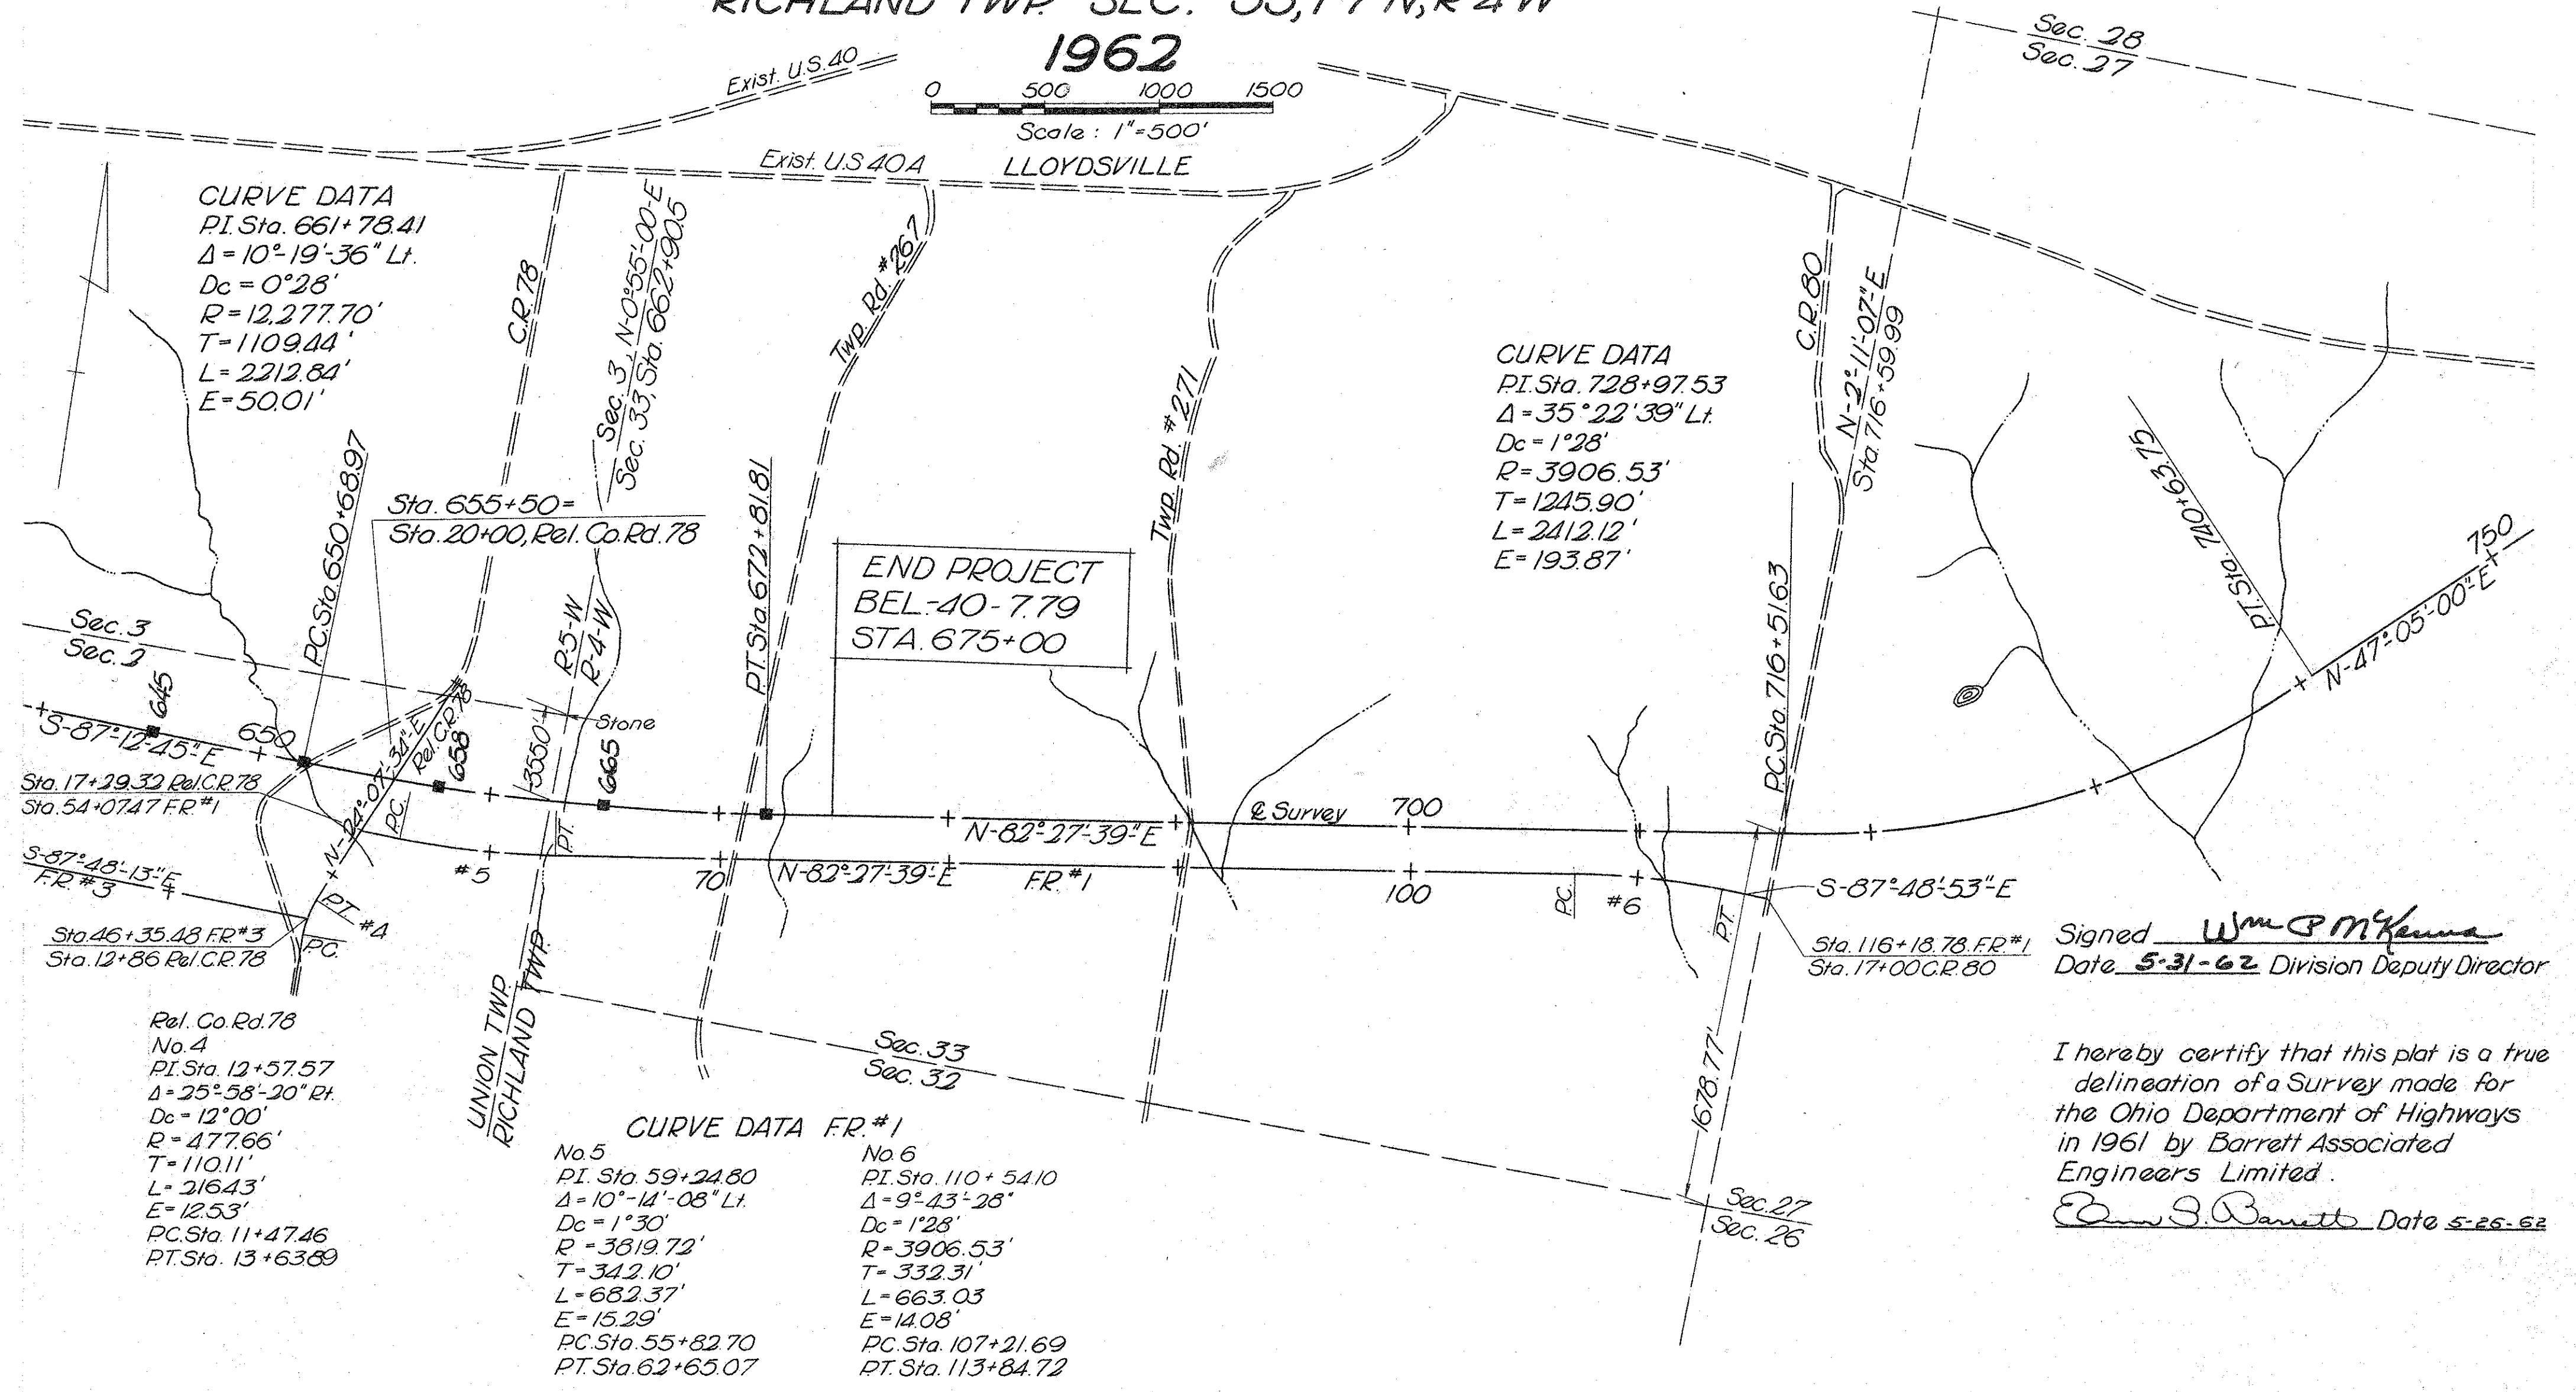 RICHLAND TWP. SEC. 33, T 7 N, R 4 W
1962
0 500 1000 1500
Scale : 1"=500'
Exist. U.S.40
Exist. U.S 40A
LLOYDSVILLE
Sec. 28
Sec. 27
CURVE DATA
P.I.Sta. 661+78.41
Δ = 10°-19'-36" Lt.
Dc = 0°28'
R = 12,277.70'
T = 1109.44'
L = 2212.84'
E = 50.01'
C.R.78
Sec. 3, N-0°55'-00-E
Sec. 33, Sta. 662+90.5
Twp. Rd. #267
Twp. Rd. #271
CURVE DATA
P.I.Sta. 728+97.53
Δ = 35°22'39" Lt.
Dc = 1°28'
R = 3906.53'
T = 1245.90'
L = 2412.12'
E = 193.87'
C.R.80
N-2°-11'-07"-E
Sta 716+59.99
P.C.Sta.650+68.97
Sta. 655+50=
Sta.20+00, Rel. Co.Rd.78
P.T.Sta.672+81.81
END PROJECT
BEL.-40-7.79
STA. 675+00
R5-W
R-4-W
P.C.Sta. 716+51.63
P.T.Sta. 740+63.75
750
N-47°-05'-00"-E
Sec. 3
Sec. 2
645
650
S-87°-12-45"E
N-24°-07'-34"-E
Rel.C.R.78
658
3550'
Stone
665
Sta. 17+29.32 Rel.C.R.78
Sta. 54+07.47 F.R.#1
P.C.
P.T.
N-82°-27'-39"E
₵ Survey
700
S-87°-48'-13"E
F.R.#3
#5
70
N-82°-27'-39'-E
F.R.#1
100
P.C.
#6
P.T.
S-87°-48'-53"-E
P.T. #4
P.C.
Sta.46+35.48 F.R.#3
Sta.12+86 Rel.C.R.78
Sta. 116+18.78. F.R.#1
Sta. 17+00 C.R.80
UNION TWP.
RICHLAND TWP.
Sec. 33
Sec. 32
1678.77'
Sec. 27
Sec. 26
Signed Wm P McKenna
Date 5-31-62 Division Deputy Director
I hereby certify that this plat is a true
delineation of a Survey made for
the Ohio Department of Highways
in 1961 by Barrett Associated
Engineers Limited.
Barrett Date 5-26-62
Rel. Co.Rd.78
No.4
P.I.Sta. 12+57.57
Δ = 25°-58'-20" Rt.
Dc = 12°00'
R = 477.66'
T = 110.11'
L = 216.43'
E = 12.53'
P.C.Sta. 11+47.46
P.T.Sta. 13+63.89
CURVE DATA F.R.#1
No.5
P.I. Sta. 59+24.80
Δ = 10°-14'-08" Lt.
Dc = 1°30'
R = 3819.72'
T = 342.10'
L = 682.37'
E = 15.29'
P.C.Sta.55+82.70
P.T.Sta.62+65.07
No.6
P.I.Sta. 110+54.10
Δ = 9°-43'-28"
Dc = 1°28'
R = 3906.53'
T = 332.31'
L = 663.03
E = 14.08'
P.C.Sta. 107+21.69
P.T.Sta. 113+84.72